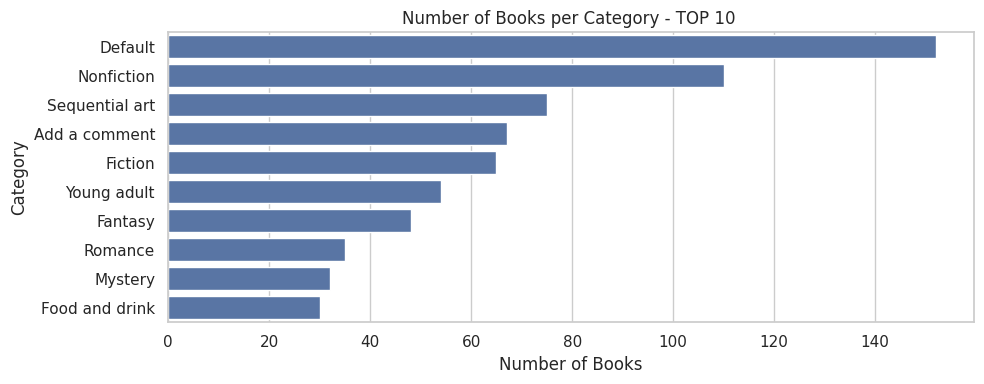 Number of Books per Category - TOP 10
Category
Default
Nonfiction
Sequential art
Add a comment
Fiction
Young adult
Fantasy
Romance
Mystery
Food and drink
0 20 40 60 80 100 120 140
Number of Books